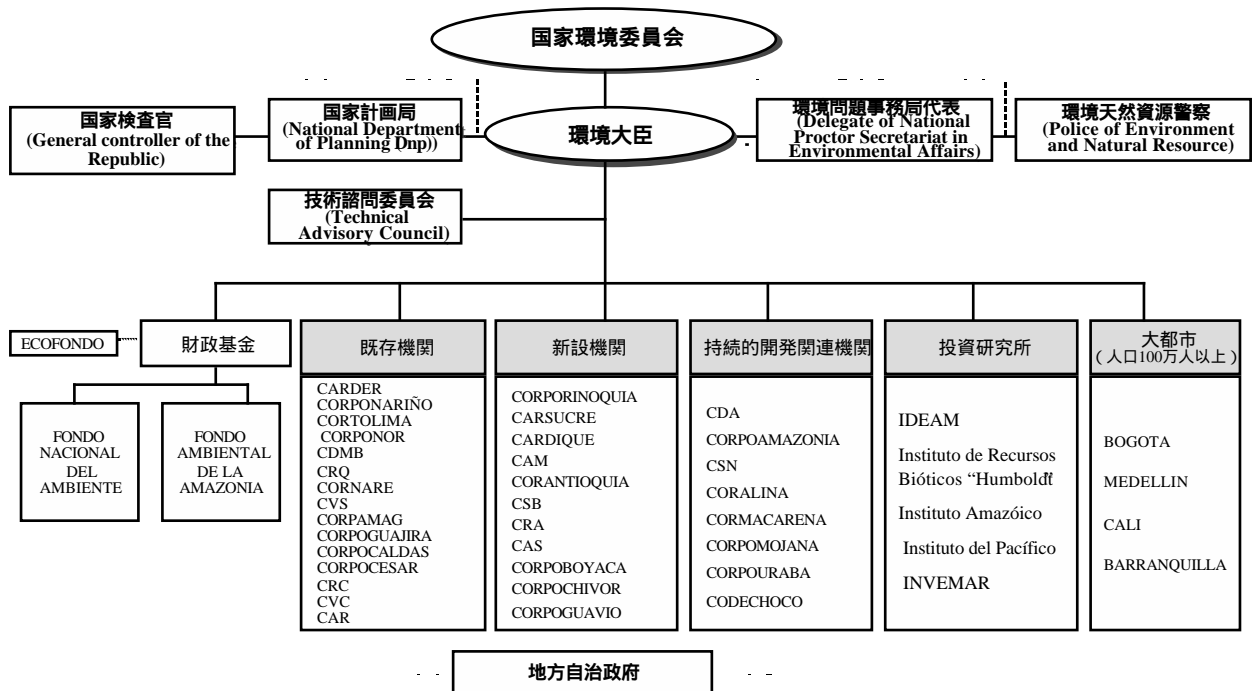 国家環境委員会
国家検査官
(General controller of the
Republic)
国家計画局
(National Department
of Planning Dnp))
環境大臣
環境問題事務局代表
(Delegate of National
Proctor Secretariat in
Environmental Affairs)
環境天然資源警察
(Police of Environment
and Natural Resource)
技術諮問委員会
(Technical
Advisory Council)
ECOFONDO
財政基金
FONDO
NACIONAL
DEL
AMBIENTE
FONDO
AMBIENTAL
DE LA
AMAZONIA
既存機関
CARDER
CORPONARIÑO
CORTOLIMA
CORPONOR
CDMB
CRQ
CORNARE
CVS
CORPAMAG
CORPOGUAJIRA
CORPOCALDAS
CORPOCESAR
CRC
CVC
CAR
新設機関
CORPORINOQUIA
CARSUCRE
CARDIQUE
CAM
CORANTIOQUIA
CSB
CRA
CAS
CORPOBOYACA
CORPOCHIVOR
CORPOGUAVIO
持続的開発関連機関
CDA
CORPOAMAZONIA
CSN
CORALINA
CORMACARENA
CORPOMOJANA
CORPOURABA
CODECHOCO
投資研究所
IDEAM
Instituto de Recursos
Bióticos “Humboldt”
Instituto Amazóico
Instituto del Pacífico
INVEMAR
大都市
（人口100万人以上）
BOGOTA
MEDELLIN
CALI
BARRANQUILLA
地方自治政府